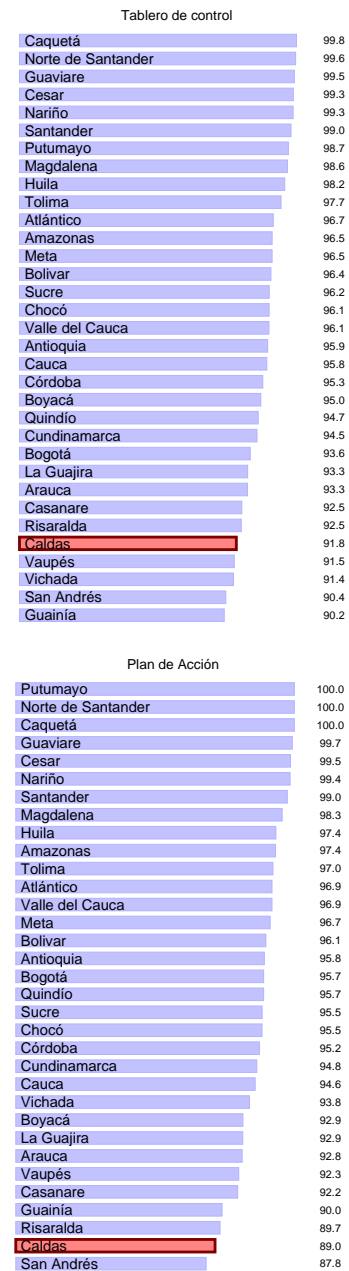 Tablero de control
Caquetá 99.8
Norte de Santander 99.6
Guaviare 99.5
Cesar 99.3
Nariño 99.3
Santander 99.0
Putumayo 98.7
Magdalena 98.6
Huila 98.2
Tolima 97.7
Atlántico 96.7
Amazonas 96.5
Meta 96.5
Bolivar 96.4
Sucre 96.2
Chocó 96.1
Valle del Cauca 96.1
Antioquia 95.9
Cauca 95.8
Córdoba 95.3
Boyacá 95.0
Quindío 94.7
Cundinamarca 94.5
Bogotá 93.6
La Guajira 93.3
Arauca 93.3
Casanare 92.5
Risaralda 92.5
Caldas 91.8
Vaupés 91.5
Vichada 91.4
San Andrés 90.4
Guainía 90.2
Plan de Acción
Putumayo 100.0
Norte de Santander 100.0
Caquetá 100.0
Guaviare 99.7
Cesar 99.5
Nariño 99.4
Santander 99.0
Magdalena 98.3
Huila 97.4
Amazonas 97.4
Tolima 97.0
Atlántico 96.9
Valle del Cauca 96.9
Meta 96.7
Bolivar 96.1
Antioquia 95.8
Bogotá 95.7
Quindío 95.7
Sucre 95.5
Chocó 95.5
Córdoba 95.2
Cundinamarca 94.8
Cauca 94.6
Vichada 93.8
Boyacá 92.9
La Guajira 92.9
Arauca 92.8
Vaupés 92.3
Casanare 92.2
Guainía 90.0
Risaralda 89.7
Caldas 89.0
San Andrés 87.8